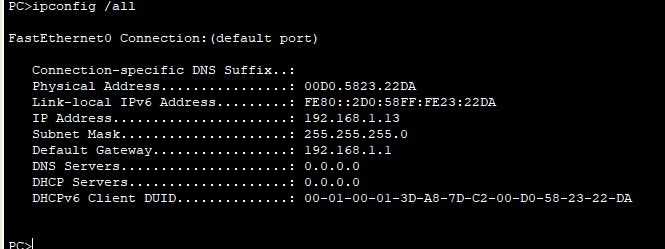 PC>ipconfig /all
FastEthernet0 Connection:(default port)
Connection-specific DNS Suffix..:
Physical Address................: 00D0.5823.22DA
Link-local IPv6 Address.........: FE80::2D0:58FF:FE23:22DA
IP Address......................: 192.168.1.13
Subnet Mask.....................: 255.255.255.0
Default Gateway.................: 192.168.1.1
DNS Servers.....................: 0.0.0.0
DHCP Servers....................: 0.0.0.0
DHCPv6 Client DUID..............: 00-01-00-01-3D-A8-7D-C2-00-D0-58-23-22-DA
PC>